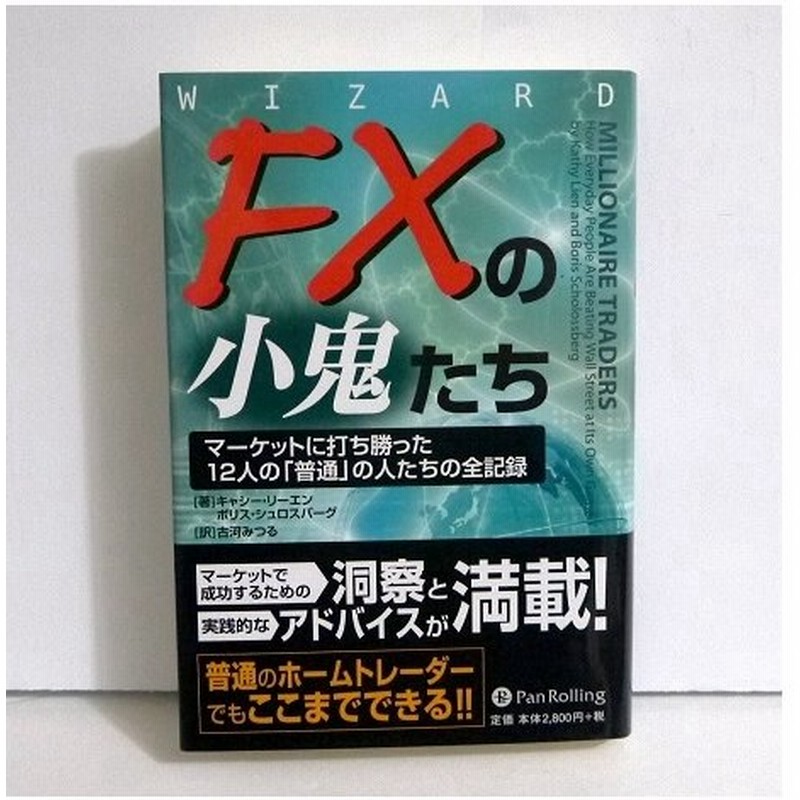 WIZARD
FXの
小鬼たち
MILLIONAIRE TRADERS
How Everyday People Are Beating Wall Street at Its Own
by Kathy Lien and Boris Scholossberg
マーケットに打ち勝った
12人の「普通」の人たちの全記録
[著]キャシー・リーエン
ボリス・シュロスバーグ
[訳]古河みつる
マーケットで
成功するための
洞察と
実践的な
アドバイスが
満載!
普通のホームトレーダー
でもここまでできる!!
PanRolling
定価 本体2,800円+税